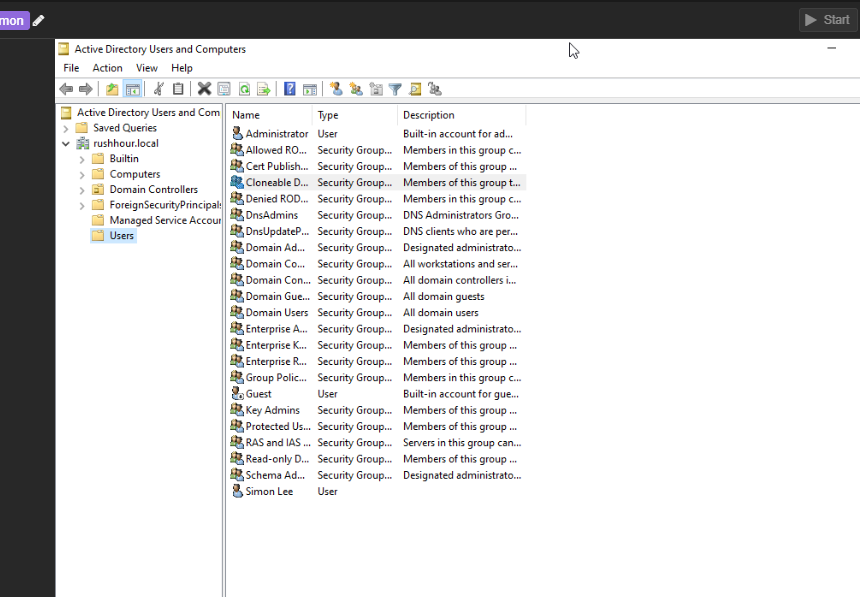 mon
Start
Active Directory Users and Computers
File Action View Help
Active Directory Users and Com
Saved Queries
rushhour.local
Builtin
Computers
Domain Controllers
ForeignSecurityPrincipals
Managed Service Accour
Users
Name Type Description
Administrator User Built-in account for ad...
Allowed RO... Security Group... Members in this group c...
Cert Publish... Security Group... Members of this group ...
Cloneable D... Security Group... Members of this group t...
Denied ROD... Security Group... Members in this group c...
DnsAdmins Security Group... DNS Administrators Gro...
DnsUpdateP... Security Group... DNS clients who are per...
Domain Ad... Security Group... Designated administrato...
Domain Co... Security Group... All workstations and ser...
Domain Con... Security Group... All domain controllers i...
Domain Gue... Security Group... All domain guests
Domain Users Security Group... All domain users
Enterprise A... Security Group... Designated administrato...
Enterprise K... Security Group... Members of this group ...
Enterprise R... Security Group... Members of this group ...
Group Polic... Security Group... Members in this group c...
Guest User Built-in account for gue...
Key Admins Security Group... Members of this group ...
Protected Us... Security Group... Members of this group ...
RAS and IAS ... Security Group... Servers in this group can...
Read-only D... Security Group... Members of this group ...
Schema Ad... Security Group... Designated administrato...
Simon Lee User